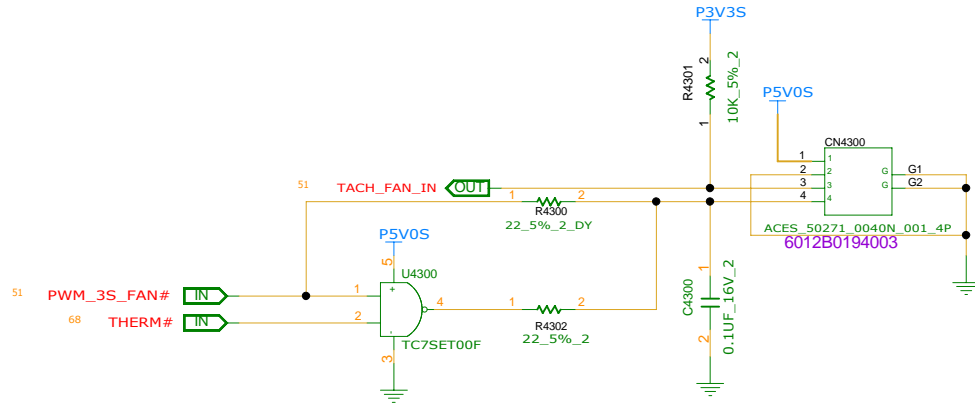 P3V3S
2
R4301
10K_5%_2
1
P5V0S
CN4300
1
1
2
2
3
3
4
4
G
G1
G
G2
ACES_50271_0040N_001_4P
6012B0194003
51
TACH_FAN_IN
OUT
1
2
R4300
22_5%_2_DY
P5V0S
5
U4300
+
-
51
PWM_3S_FAN#
IN
1
68
THERM#
IN
2
4
3
TC7SET00F
1
2
R4302
22_5%_2
1
C4300
0.1UF_16V_2
2